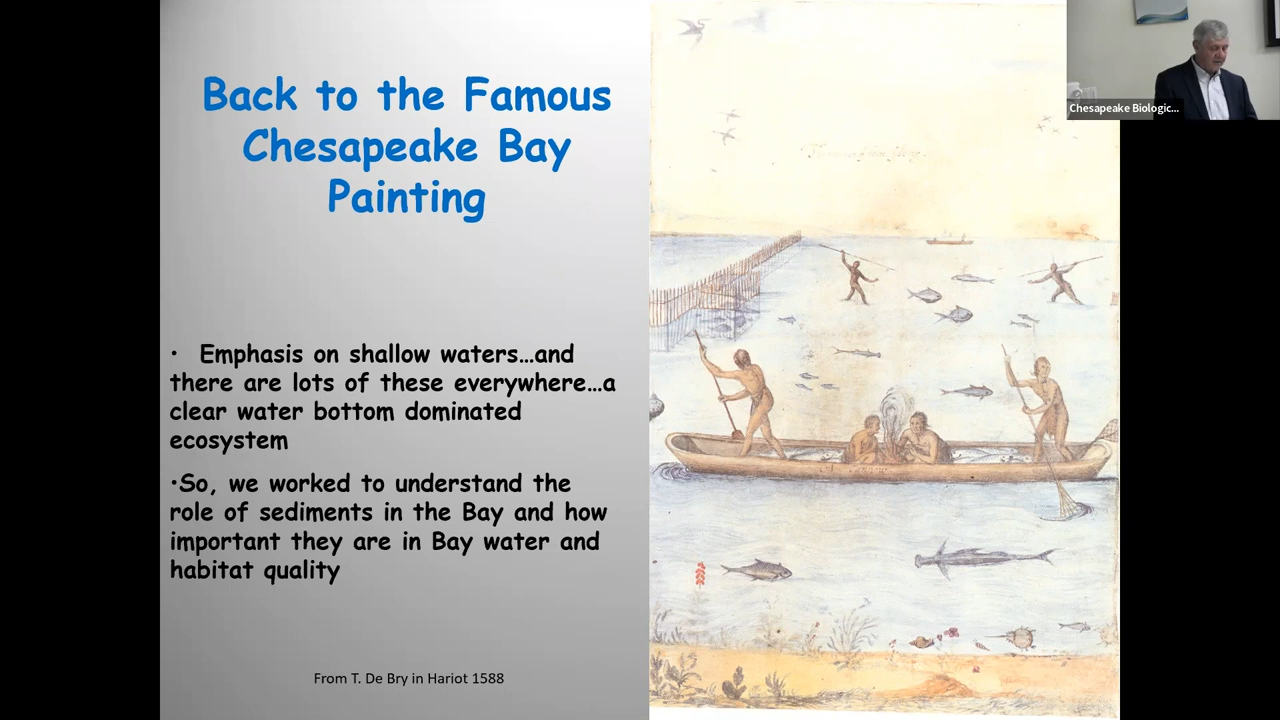 Back to the Famous
Chesapeake Bay
Painting
• Emphasis on shallow waters...and
there are lots of these everywhere...a
clear water bottom dominated
ecosystem
•So, we worked to understand the
role of sediments in the Bay and how
important they are in Bay water and
habitat quality
From T. De Bry in Hariot 1588
Chesapeake Biologic...